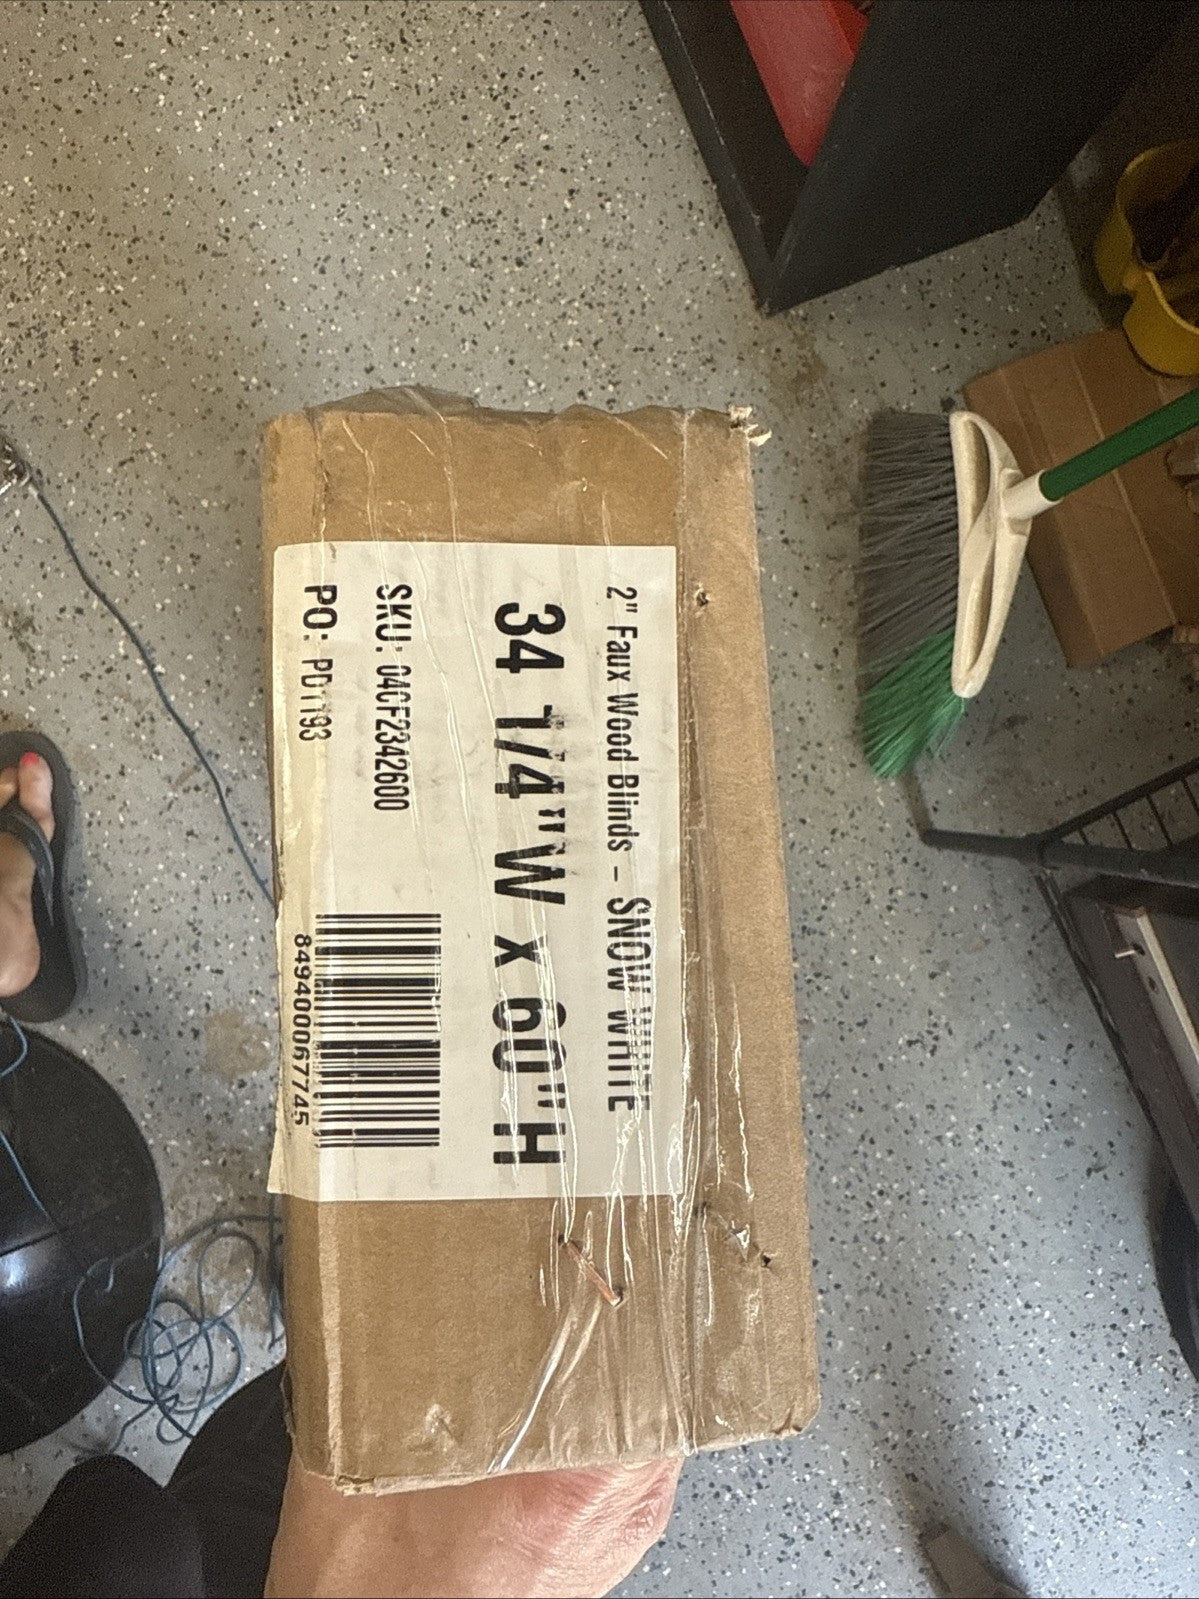 2" Faux Wood Blinds - SNOW WHITE
34 1/4"W x 60"H
SKU: 04CF2342600
PO: PD1193
849400067745